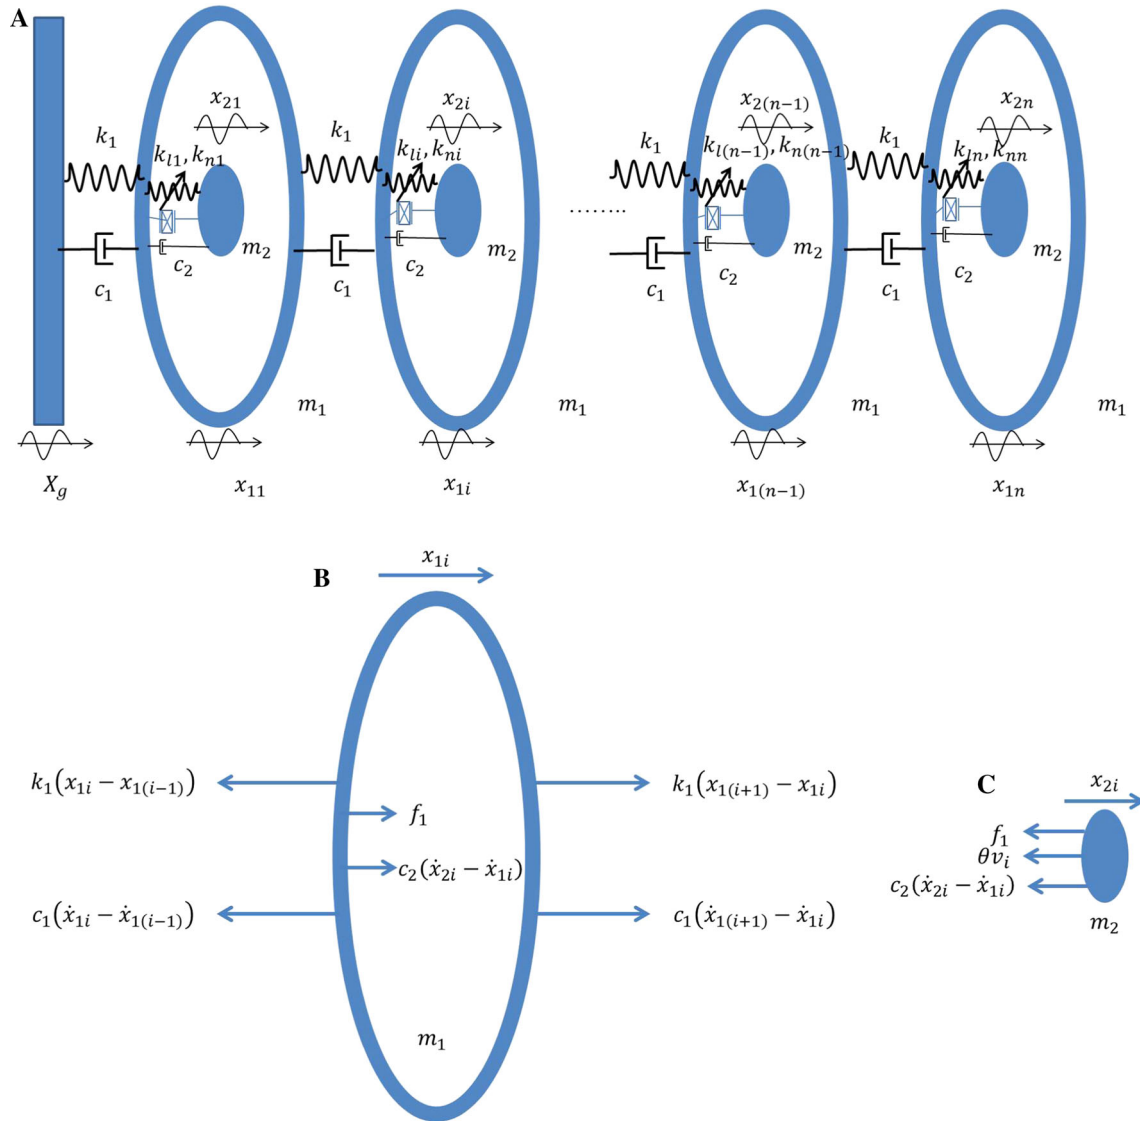 A
x₂₁ x₂ᵢ x₂₍ₙ₋₁₎ x₂ₙ
k₁ k₁ k₁ k₁
kₗ₁, kₙ₁ kₗᵢ, kₙᵢ kₗ₍ₙ₋₁₎, kₙ₍ₙ₋₁₎ kₗₙ, kₙₙ
........
m₂ m₂ m₂ m₂
c₂ c₂ c₂ c₂
c₁ c₁ c₁ c₁
m₁ m₁ m₁ m₁
X_g x₁₁ x₁ᵢ x₁₍ₙ₋₁₎ x₁ₙ
B
x₁ᵢ
k₁(x₁ᵢ − x₁₍ᵢ₋₁₎) k₁(x₁₍ᵢ₊₁₎ − x₁ᵢ)
f₁
c₂(ẋ₂ᵢ − ẋ₁ᵢ)
c₁(ẋ₁ᵢ − ẋ₁₍ᵢ₋₁₎) c₁(ẋ₁₍ᵢ₊₁₎ − ẋ₁ᵢ)
m₁
C
x₂ᵢ
f₁
θvᵢ
c₂(ẋ₂ᵢ − ẋ₁ᵢ)
m₂